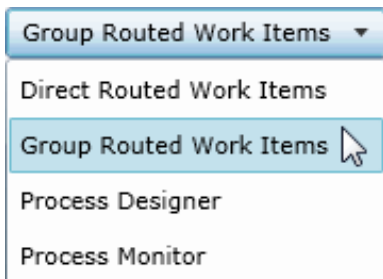 Group Routed Work Items
Direct Routed Work Items
Group Routed Work Items
Process Designer
Process Monitor